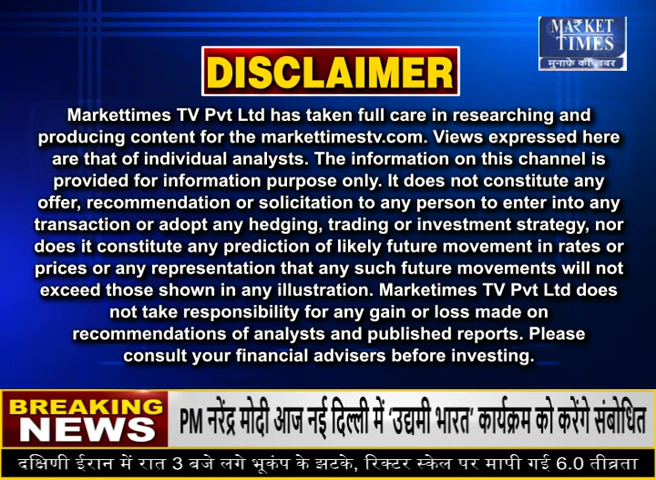 MARKET
TIMES
मुनाफे की खबर
DISCLAIMER
Markettimes TV Pvt Ltd has taken full care in researching and
producing content for the markettimestv.com. Views expressed here
are that of individual analysts. The information on this channel is
provided for information purpose only. It does not constitute any
offer, recommendation or solicitation to any person to enter into any
transaction or adopt any hedging, trading or investment strategy, nor
does it constitute any prediction of likely future movement in rates or
prices or any representation that any such future movements will not
exceed those shown in any illustration. Marketimes TV Pvt Ltd does
not take responsibility for any gain or loss made on
recommendations of analysts and published reports. Please
consult your financial advisers before investing.
BREAKING
NEWS
PM नरेंद्र मोदी आज नई दिल्ली में ‘उद्यमी भारत’ कार्यक्रम को करेंगे संबोधित
दक्षिणी ईरान में रात 3 बजे लगे भूकंप के झटके, रिक्टर स्केल पर मापी गई 6.0 तीव्रता